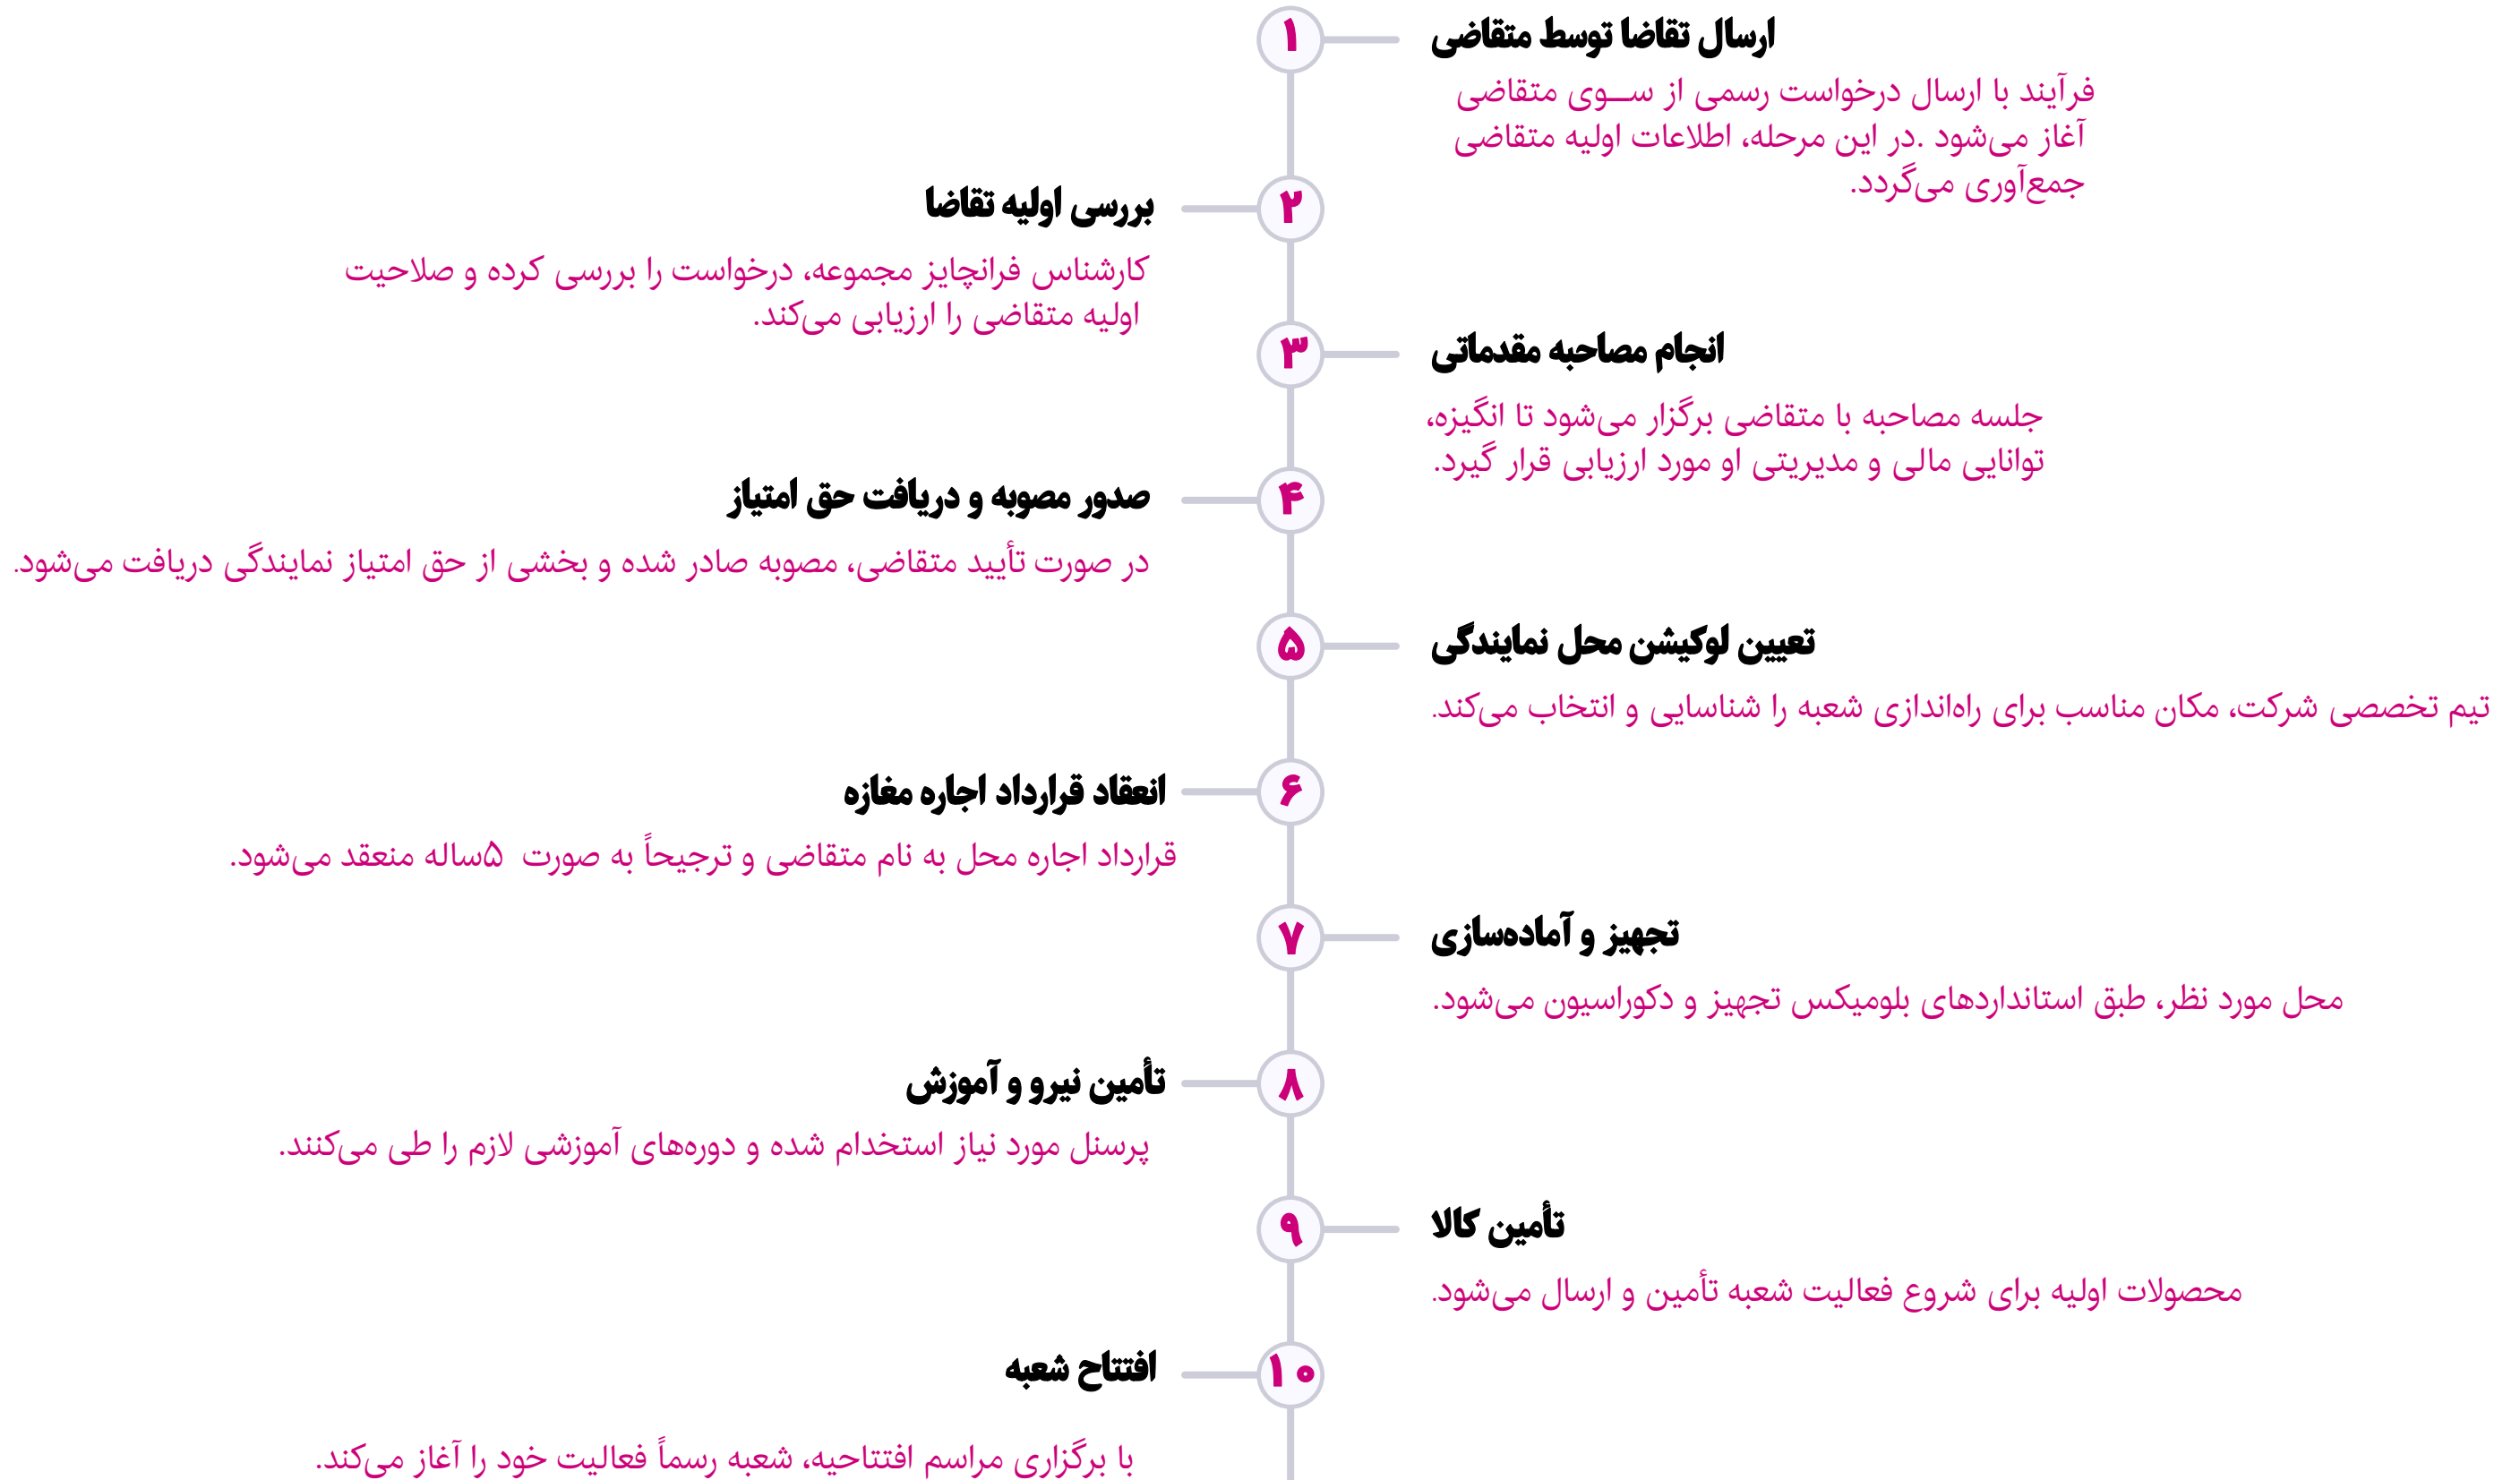 ۱
ارسال تقاضا توسط متقاضی
فرآیند با ارسال درخواست رسمی از ســوی متقاضی
آغاز می‌شود .در این مرحله، اطلاعات اولیه متقاضی
جمع‌آوری می‌گردد.
۲
بررسی اولیه تقاضا
کارشناس فرانچایز مجموعه، درخواست را بررسی کرده و صلاحیت
اولیه متقاضی را ارزیابی می‌کند.
۳
انجام مصاحبه مقدماتی
جلسه مصاحبه با متقاضی برگزار می‌شود تا انگیزه،
توانایی مالی و مدیریتی او مورد ارزیابی قرار گیرد.
۴
صدور مصوبه و دریافت حق امتیاز
در صورت تأیید متقاضی، مصوبه صادر شده و بخشی از حق امتیاز نمایندگی دریافت می‌شود.
۵
تعیین لوکیشن محل نمایندگی
تیم تخصصی شرکت، مکان مناسب برای راه‌اندازی شعبه را شناسایی و انتخاب می‌کند.
۶
انعقاد قرارداد اجاره مغازه
قرارداد اجاره محل به نام متقاضی و ترجیحاً به صورت ۵ساله منعقد می‌شود.
۷
تجهیز و آماده‌سازی
محل مورد نظر، طبق استانداردهای بلومیکس تجهیز و دکوراسیون می‌شود.
۸
تأمین نیرو و آموزش
پرسنل مورد نیاز استخدام شده و دوره‌های آموزشی لازم را طی می‌کنند.
۹
تأمین کالا
محصولات اولیه برای شروع فعالیت شعبه تأمین و ارسال می‌شود.
۱۰
افتتاح شعبه
با برگزاری مراسم افتتاحیه، شعبه رسماً فعالیت خود را آغاز می‌کند.